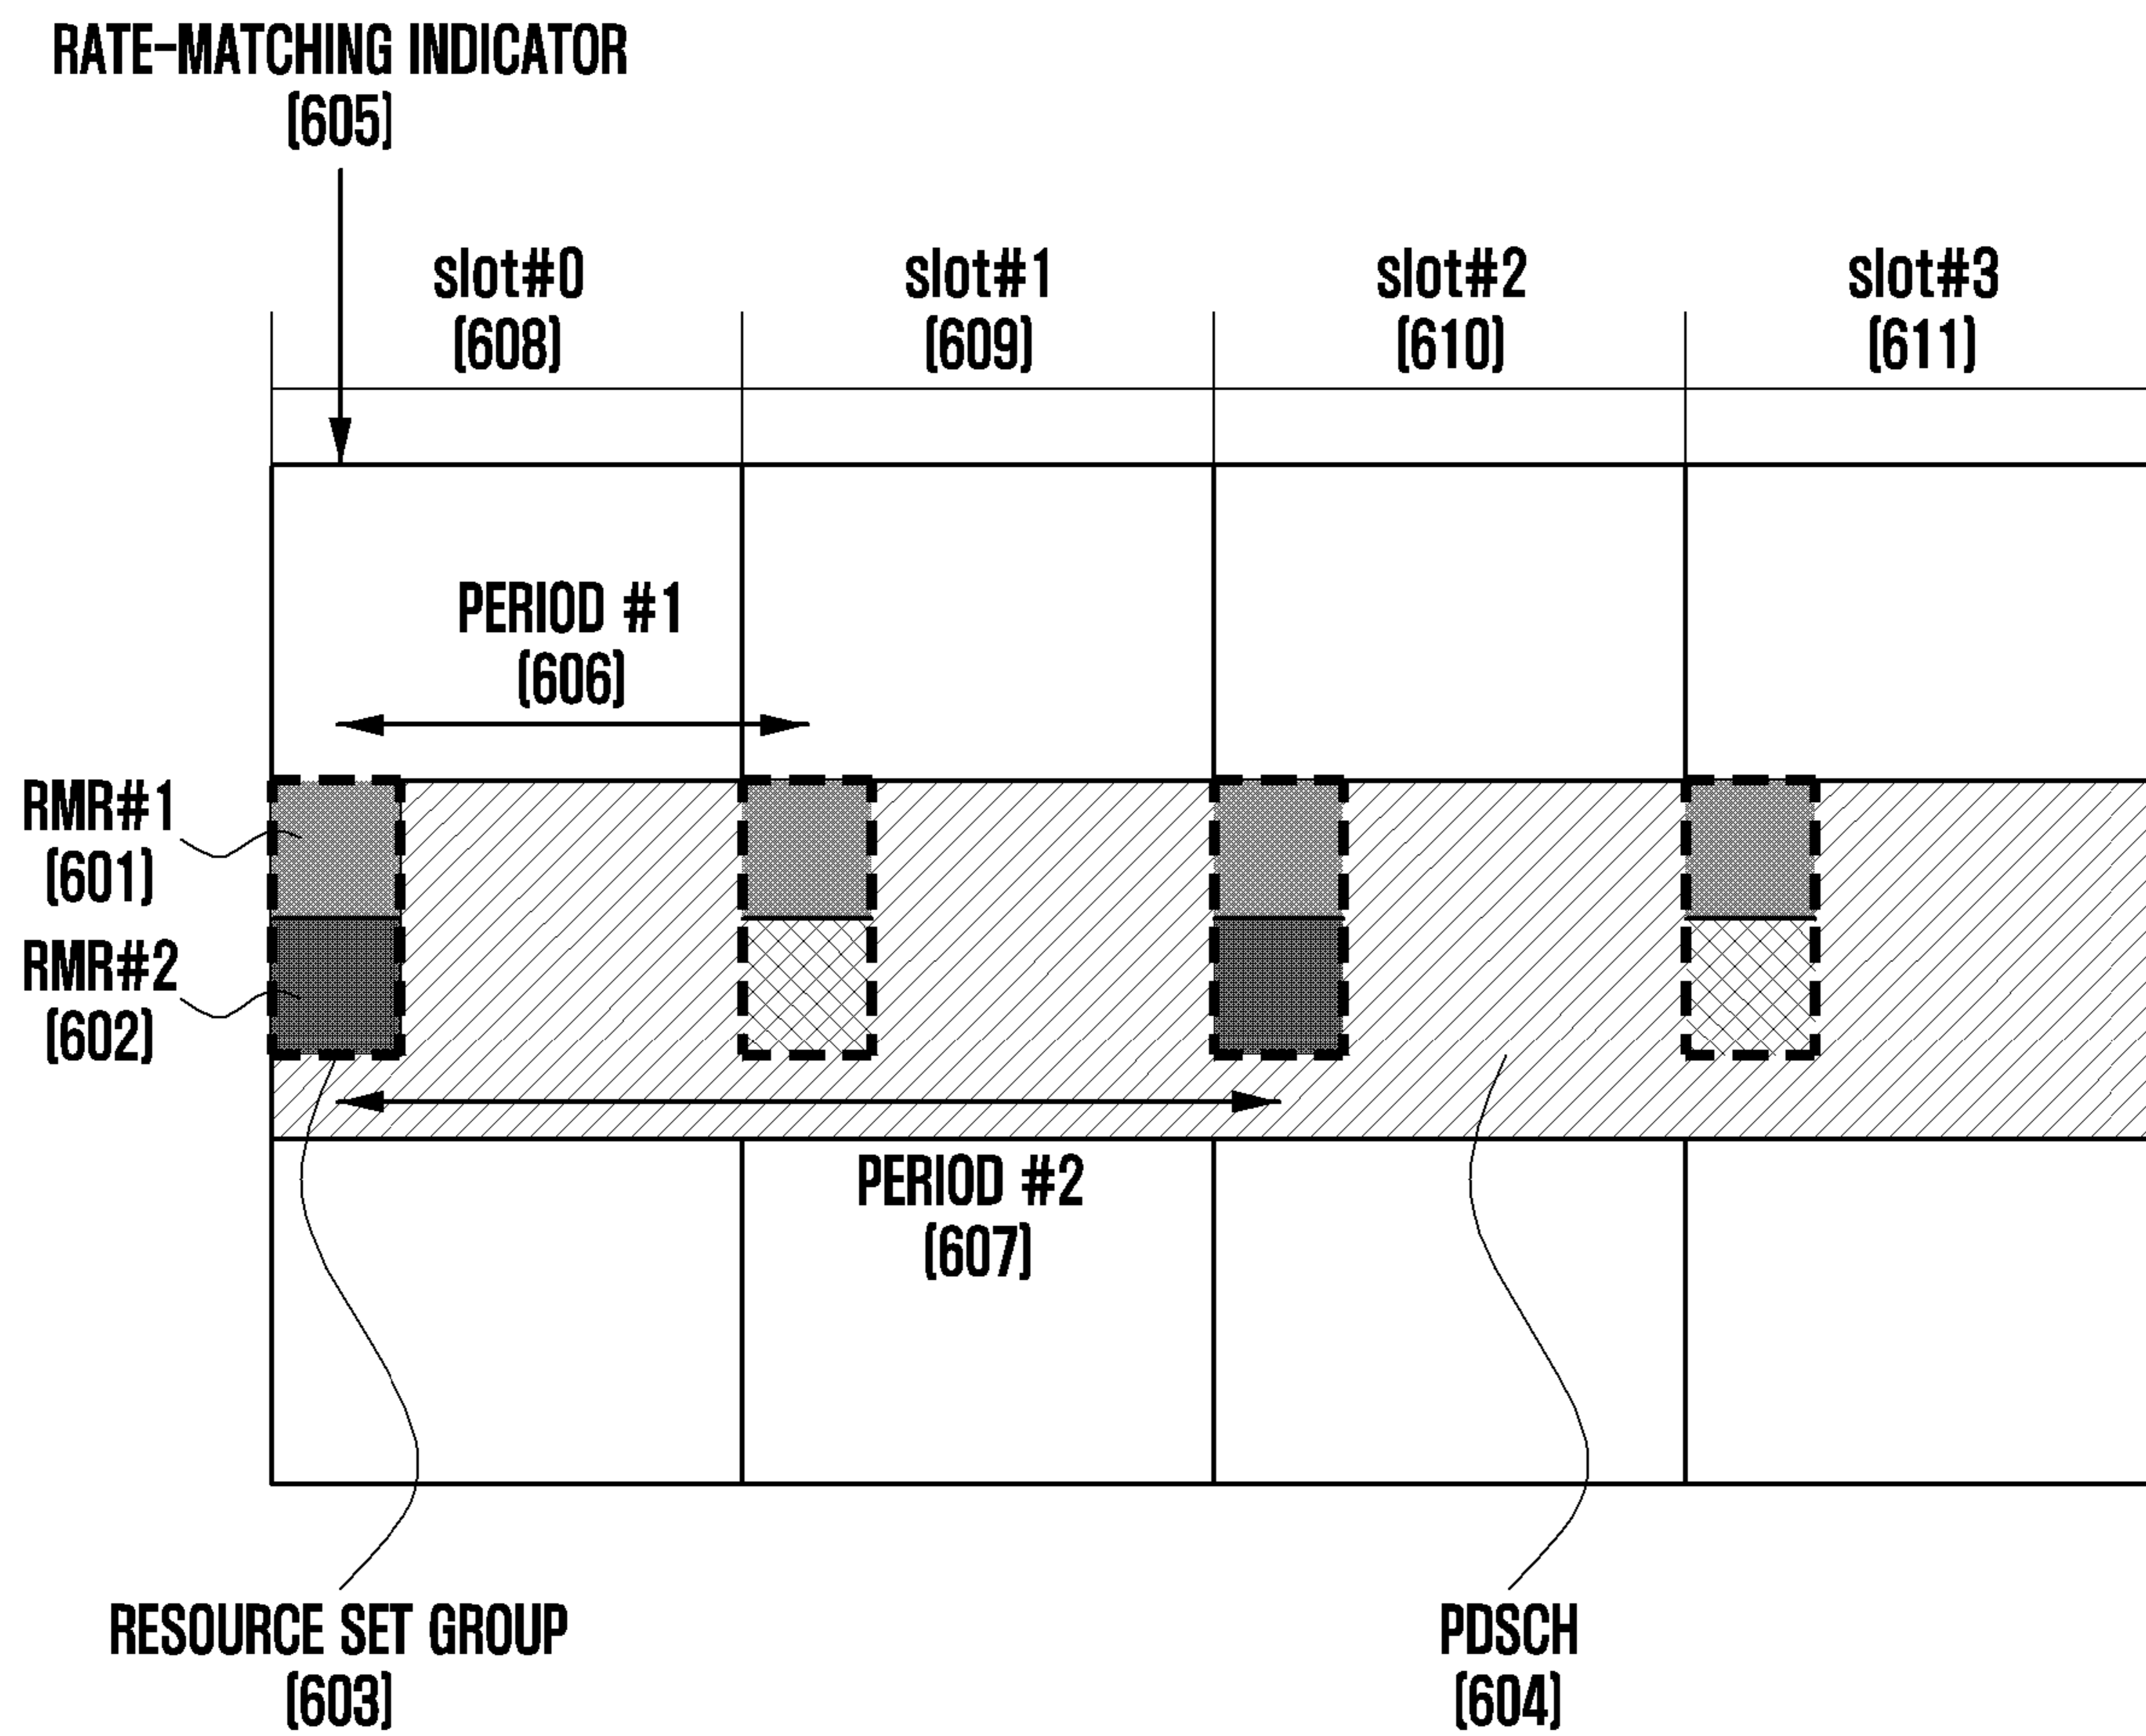 RATE-MATCHING INDICATOR
(605)
slot#0
(608)
slot#1
(609)
slot#2
(610)
slot#3
(611)
PERIOD #1
(606)
RMR#1
(601)
RMR#2
(602)
PERIOD #2
(607)
RESOURCE SET GROUP
(603)
PDSCH
(604)